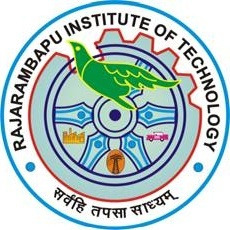 • RAJARAMBAPU INSTITUTE OF TECHNOLOGY •
सर्वहि तपसा साध्यम्